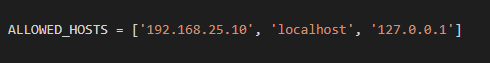 ALLOWED_HOSTS = ['192.168.25.10', 'localhost', '127.0.0.1']